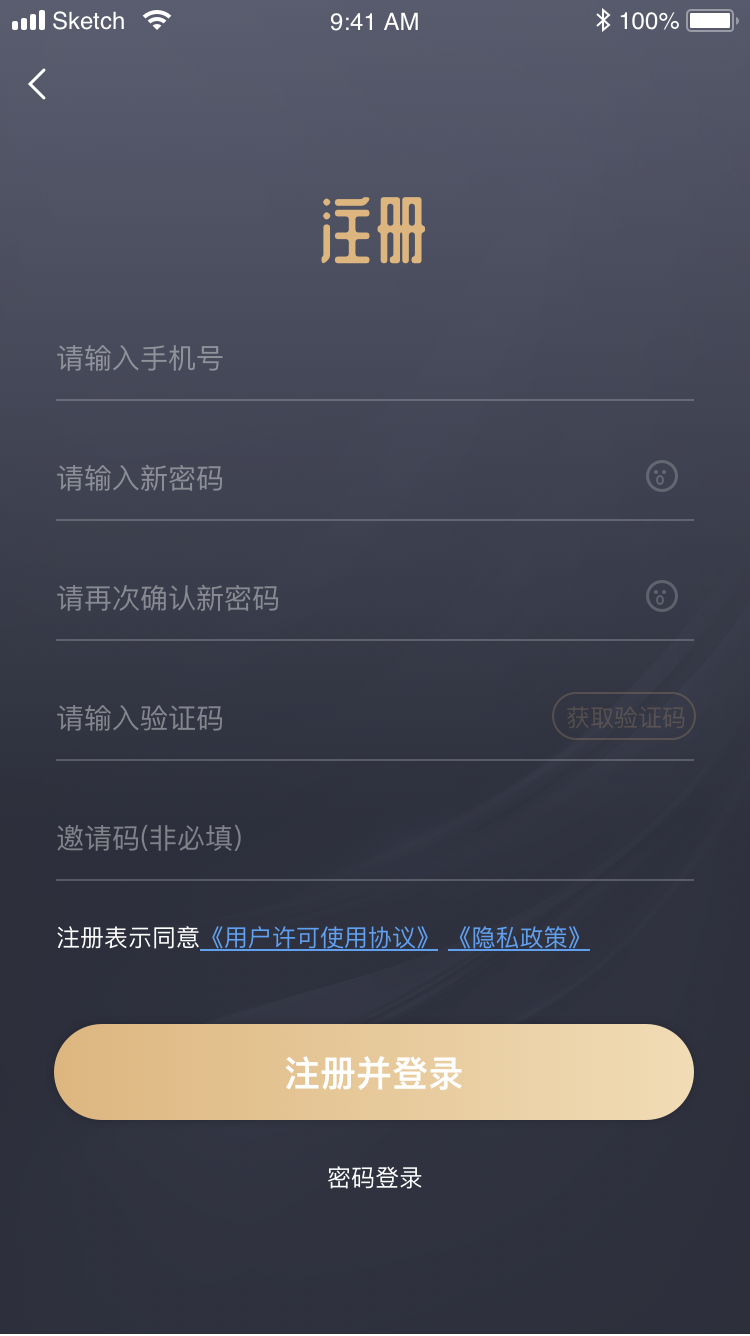 Sketch 9:41 AM 100%
注册
请输入手机号
请输入新密码
请再次确认新密码
请输入验证码 获取验证码
邀请码(非必填)
注册表示同意《用户许可使用协议》 《隐私政策》
注册并登录
密码登录